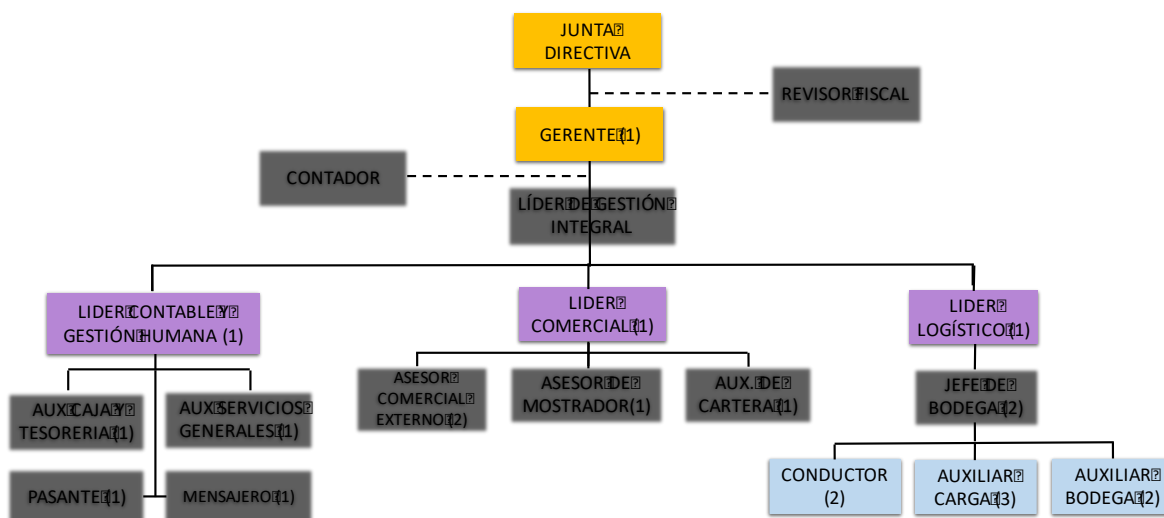 JUNTA
DIRECTIVA
REVISOR FISCAL
GERENTE (1)
CONTADOR
LÍDER DE GESTIÓN
INTEGRAL
LIDER CONTABLE Y
GESTIÓN HUMANA (1)
LIDER
COMERCIAL (1)
LIDER
LOGÍSTICO (1)
AUX CAJA Y
TESORERIA (1)
AUX SERVICIOS
GENERALES (1)
ASESOR
COMERCIAL
EXTERNO (2)
ASESOR DE
MOSTRADOR(1)
AUX. DE
CARTERA (1)
JEFE DE
BODEGA (2)
PASANTE (1)
MENSAJERO (1)
CONDUCTOR
(2)
AUXILIAR
CARGA (3)
AUXILIAR
BODEGA (2)